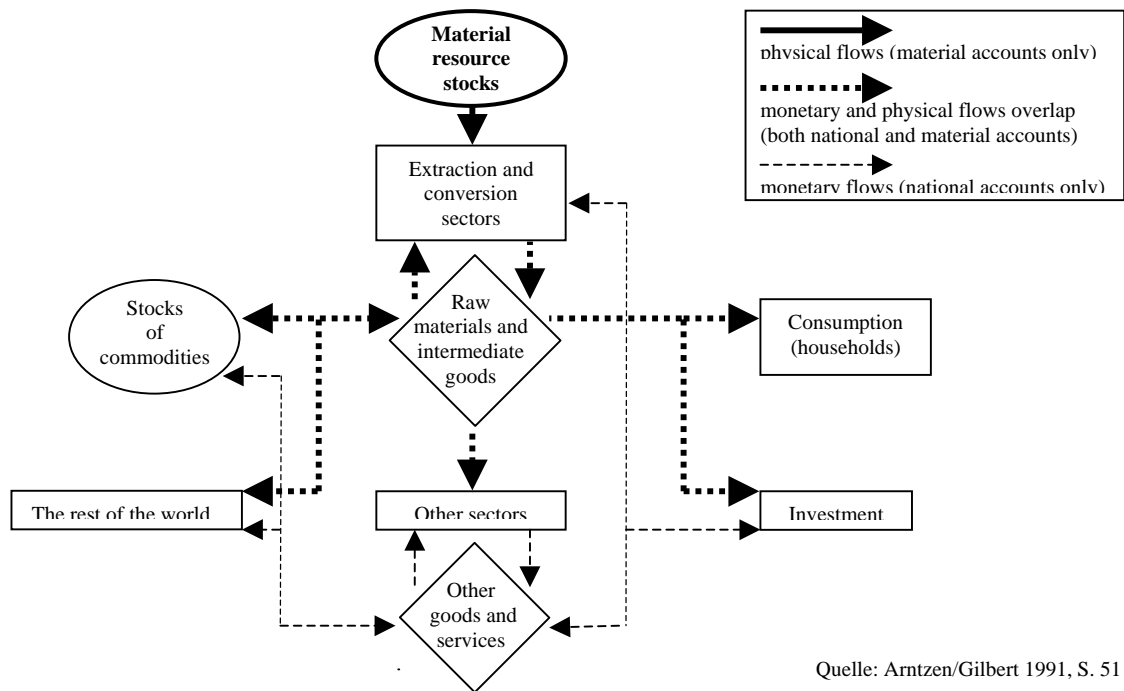 Material
resource
stocks
physical flows (material accounts only)
monetary and physical flows overlap
(both national and material accounts)
monetary flows (national accounts only)
Extraction and
conversion
sectors
Stocks
of
commodities
Raw
materials and
intermediate
goods
Consumption
(households)
The rest of the world
Other sectors
Investment
Other
goods and
services
.
Quelle: Arntzen/Gilbert 1991, S. 51